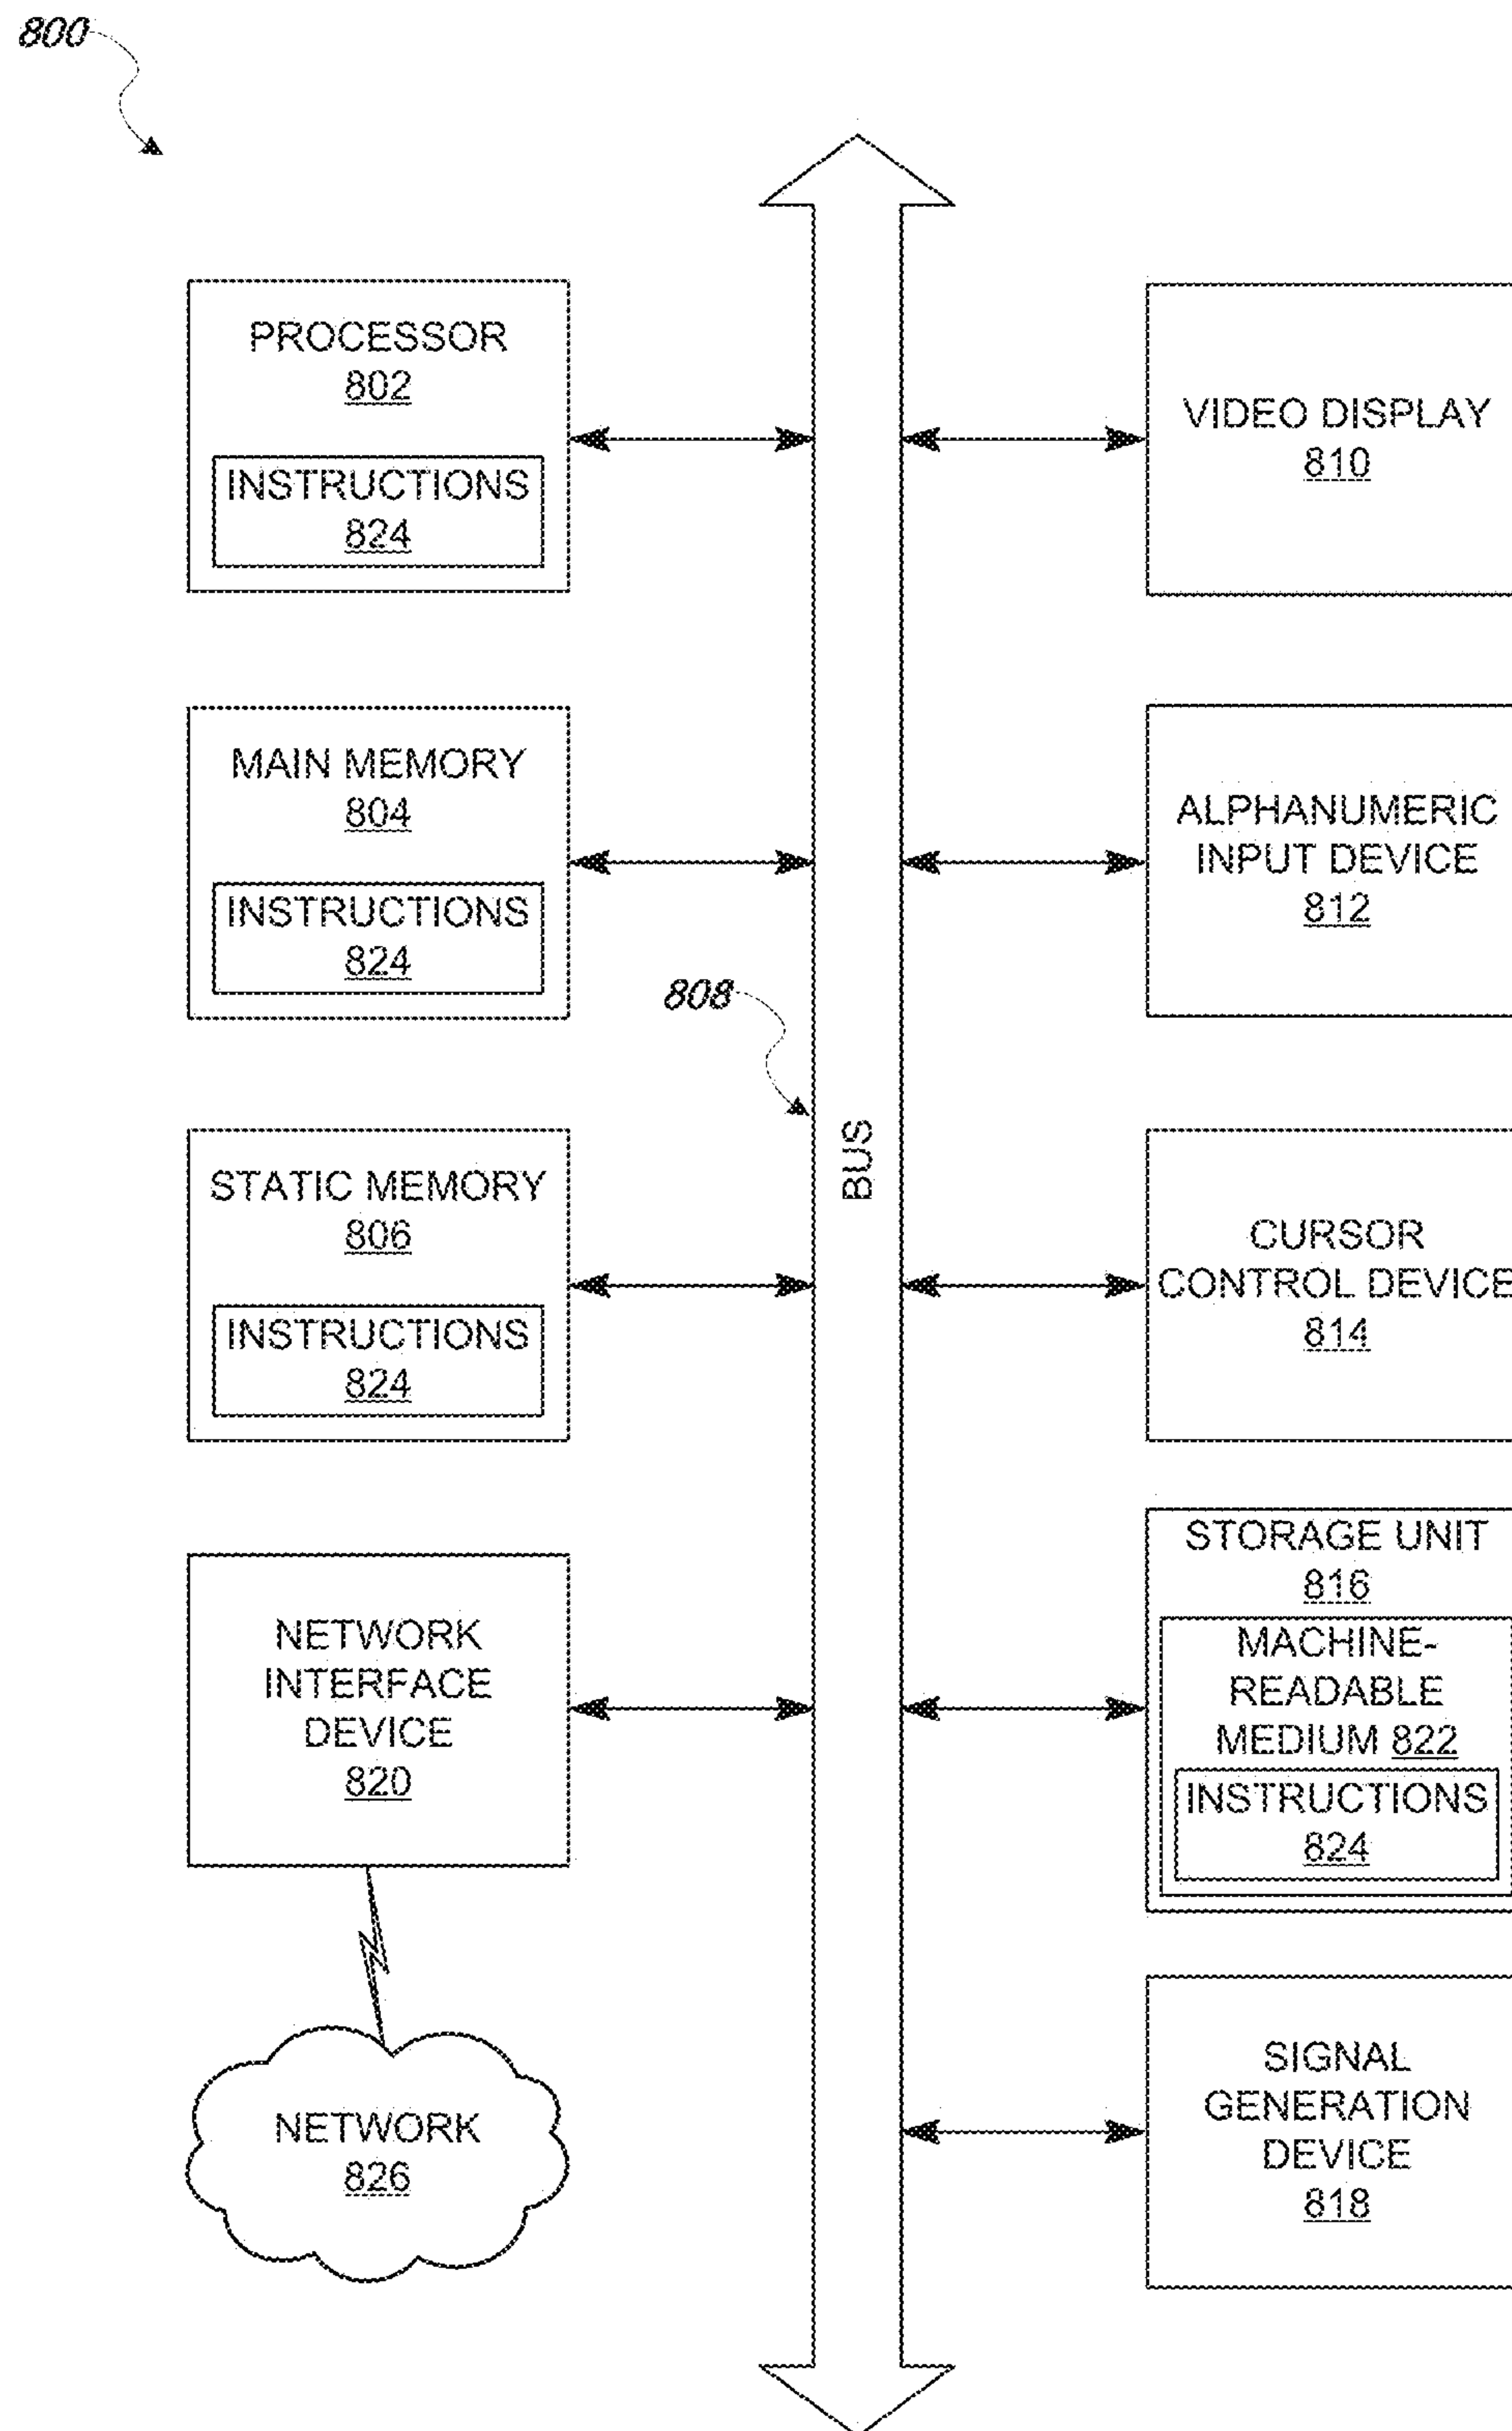 800
PROCESSOR
802
INSTRUCTIONS
824
MAIN MEMORY
804
INSTRUCTIONS
824
808
STATIC MEMORY
806
INSTRUCTIONS
824
NETWORK
INTERFACE
DEVICE
820
NETWORK
826
BUS
VIDEO DISPLAY
810
ALPHANUMERIC
INPUT DEVICE
812
CURSOR
CONTROL DEVICE
814
STORAGE UNIT
816
MACHINE-
READABLE
MEDIUM 822
INSTRUCTIONS
824
SIGNAL
GENERATION
DEVICE
818